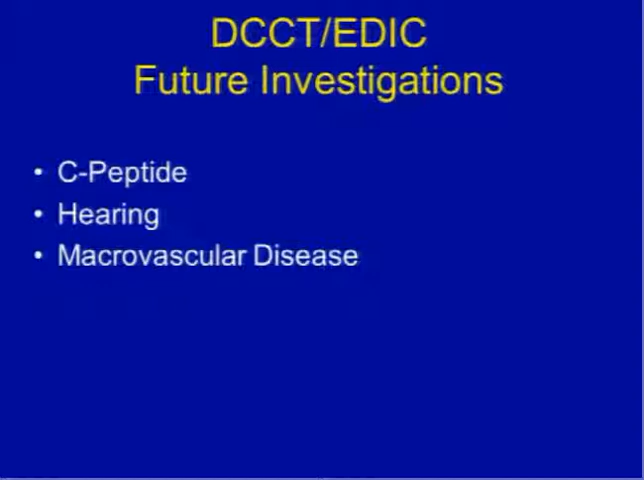 DCCT/EDIC
Future Investigations
• C-Peptide
• Hearing
• Macrovascular Disease